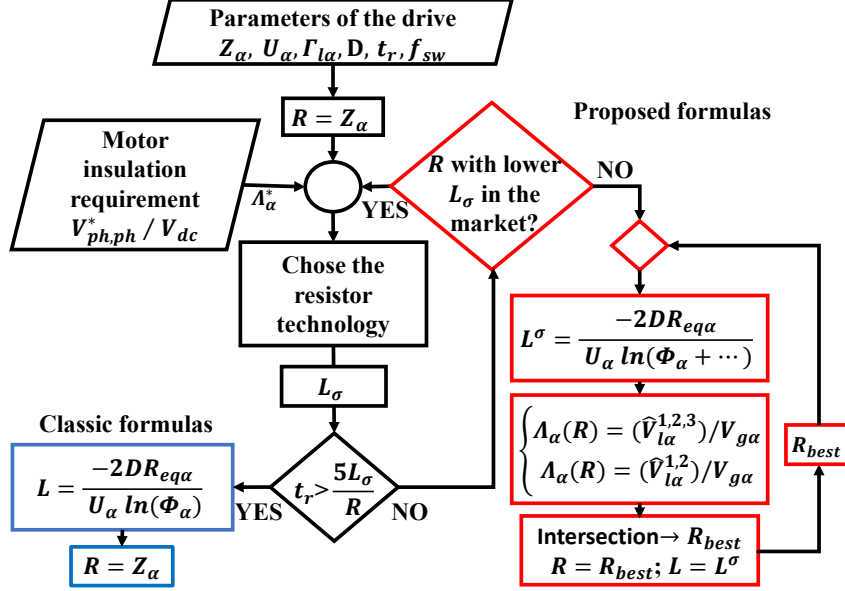 Parameters of the drive
Zα, Uα, Γlα, D, tr, fsw
R = Zα
Proposed formulas
Motor
insulation
requirement
V*ph,ph / Vdc
Λ*α
R with lower
Lσ in the
market?
YES
NO
Chose the
resistor
technology
Lσ
Lσ = −2DReqα / Uα ln(Φα + ⋯)
Λα(R) = (V̂lα1,2,3)/Vgα
Λα(R) = (V̂lα1,2)/Vgα
Rbest
Intersection→ Rbest
R = Rbest; L = Lσ
Classic formulas
L = −2DReqα / Uα ln(Φα)
YES
tr > 5Lσ / R
NO
R = Zα